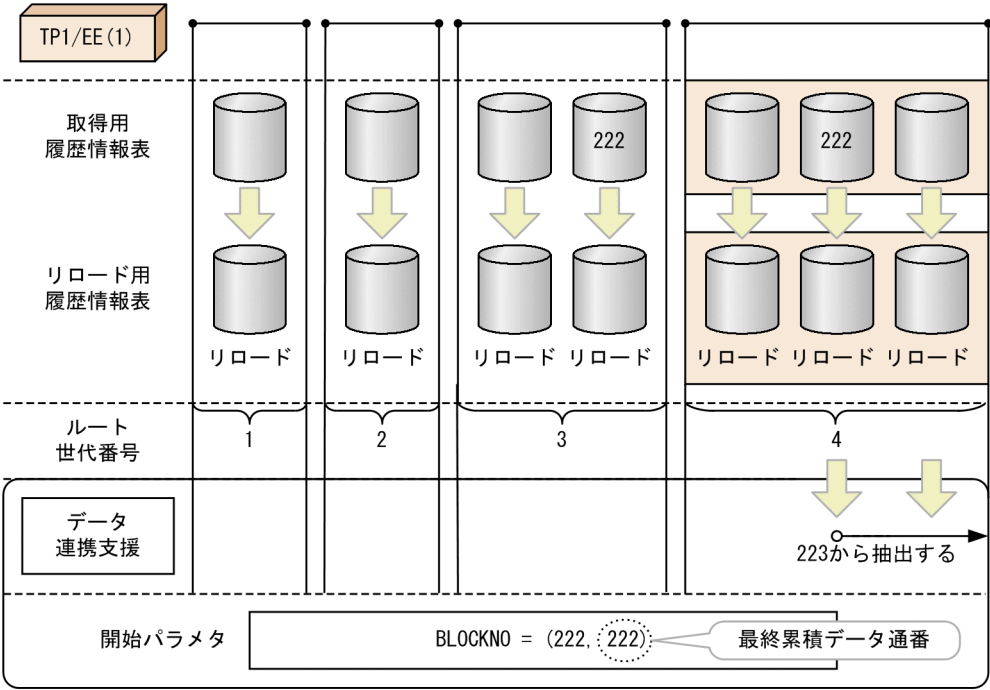 TP1/EE(1)
取得用
履歴情報表
222
222
リロード用
履歴情報表
リロード
リロード
リロード
リロード
リロード
リロード
リロード
ルート
世代番号
1
2
3
4
データ
連携支援
223から抽出する
開始パラメタ
BLOCKNO = (222, 222)
最終累積データ通番